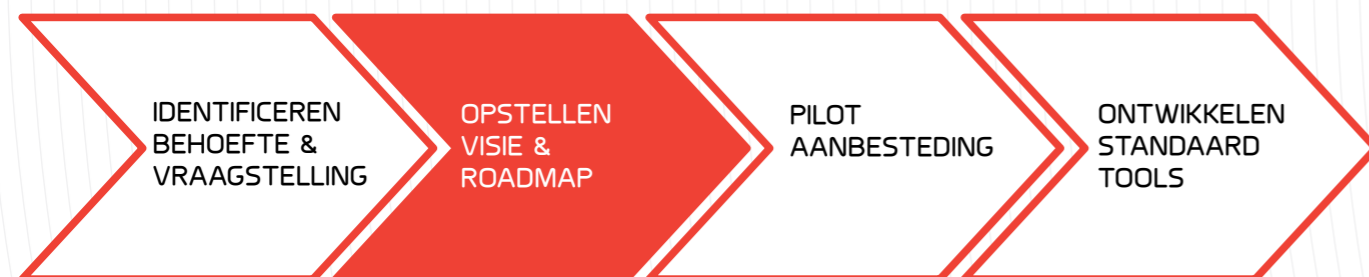 IDENTIFICEREN
BEHOEFTE &
VRAAGSTELLING
OPSTELLEN
VISIE &
ROADMAP
PILOT
AANBESTEDING
ONTWIKKELEN
STANDAARD
TOOLS